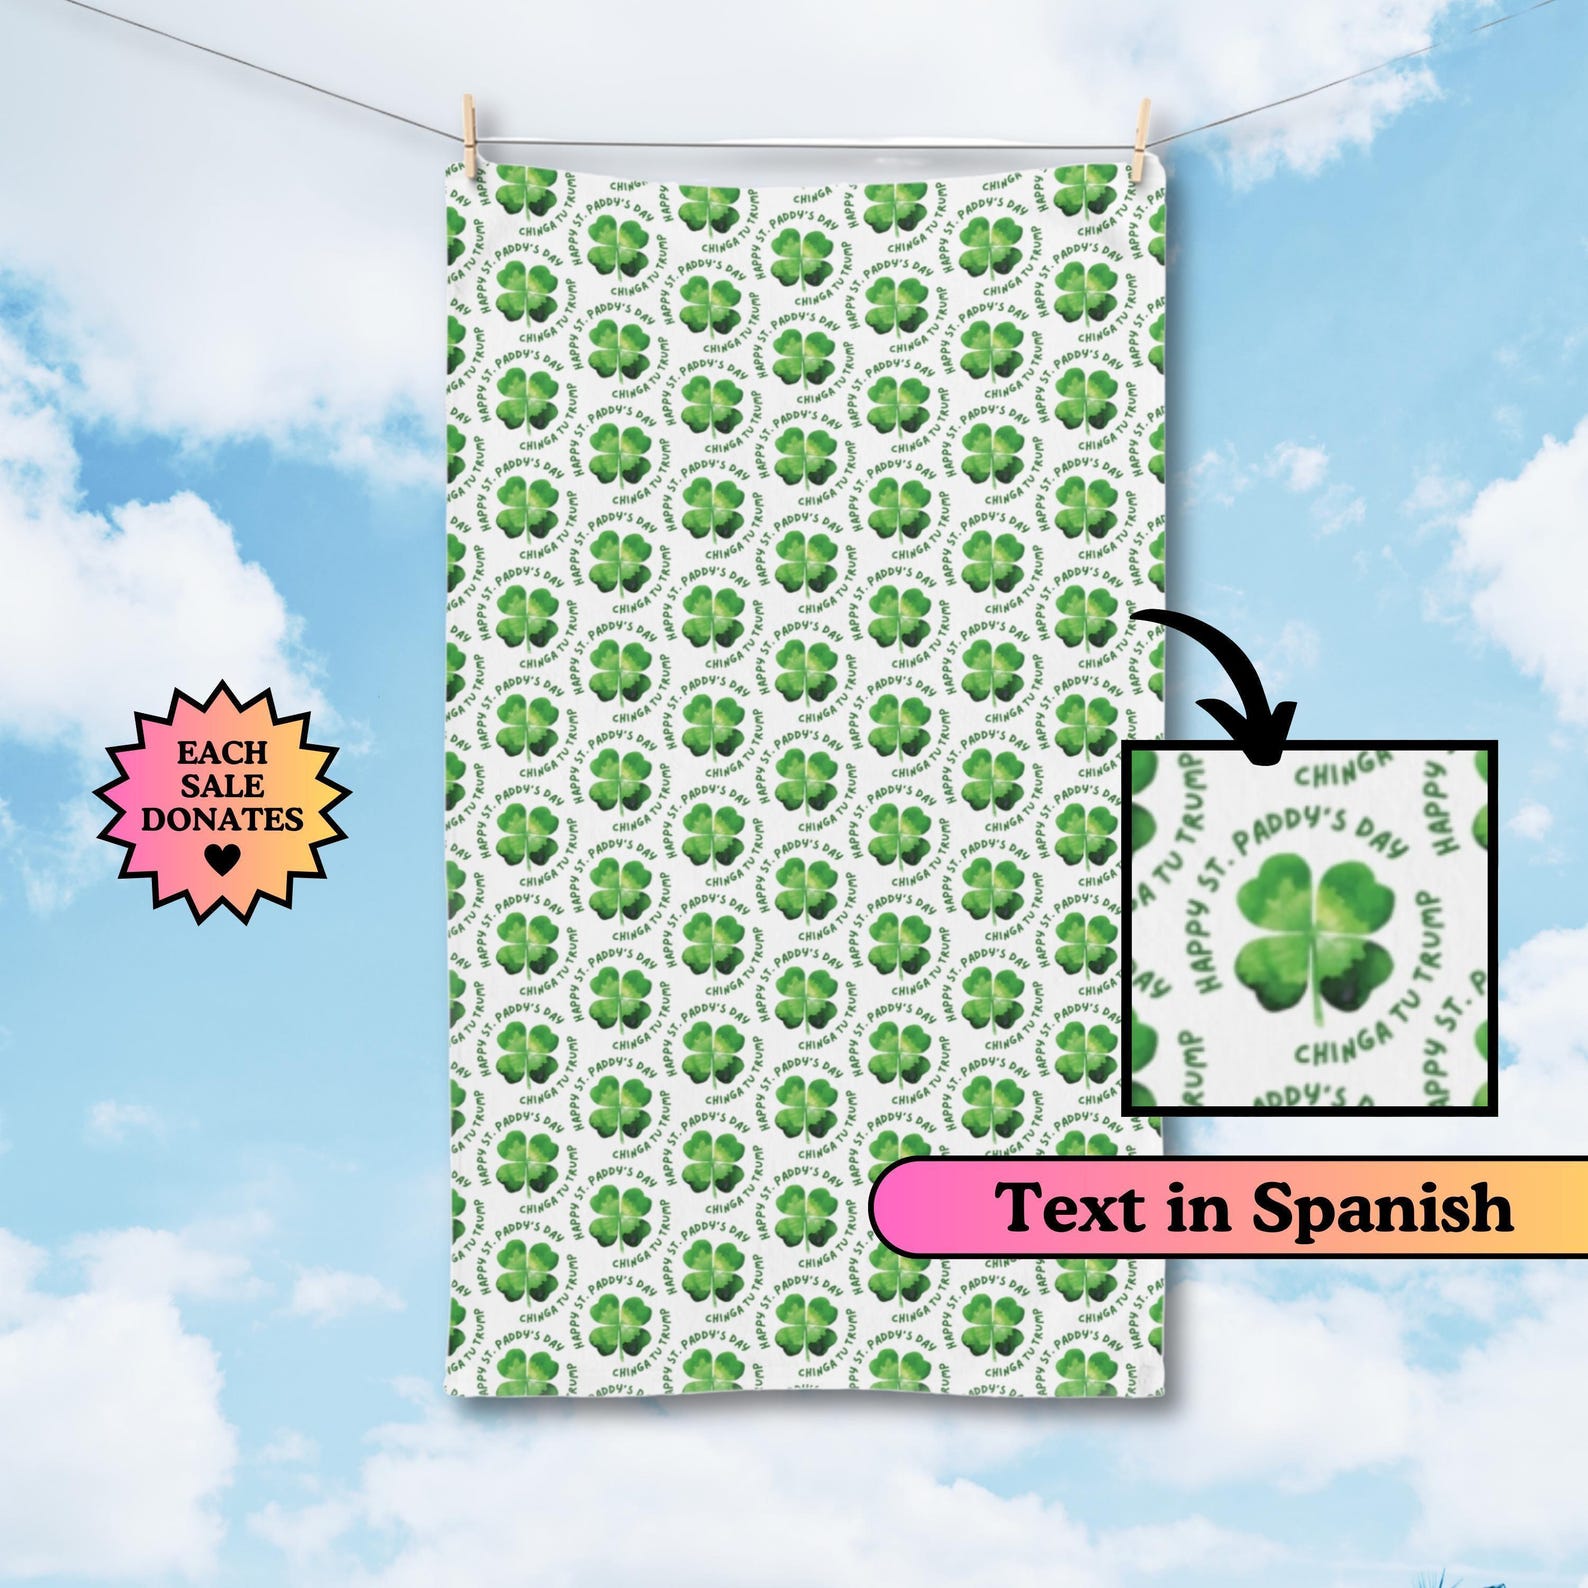 EACH
SALE
DONATES
HAPPY ST. PADDY'S DAY
CHINGA TU TRUMP
Text in Spanish